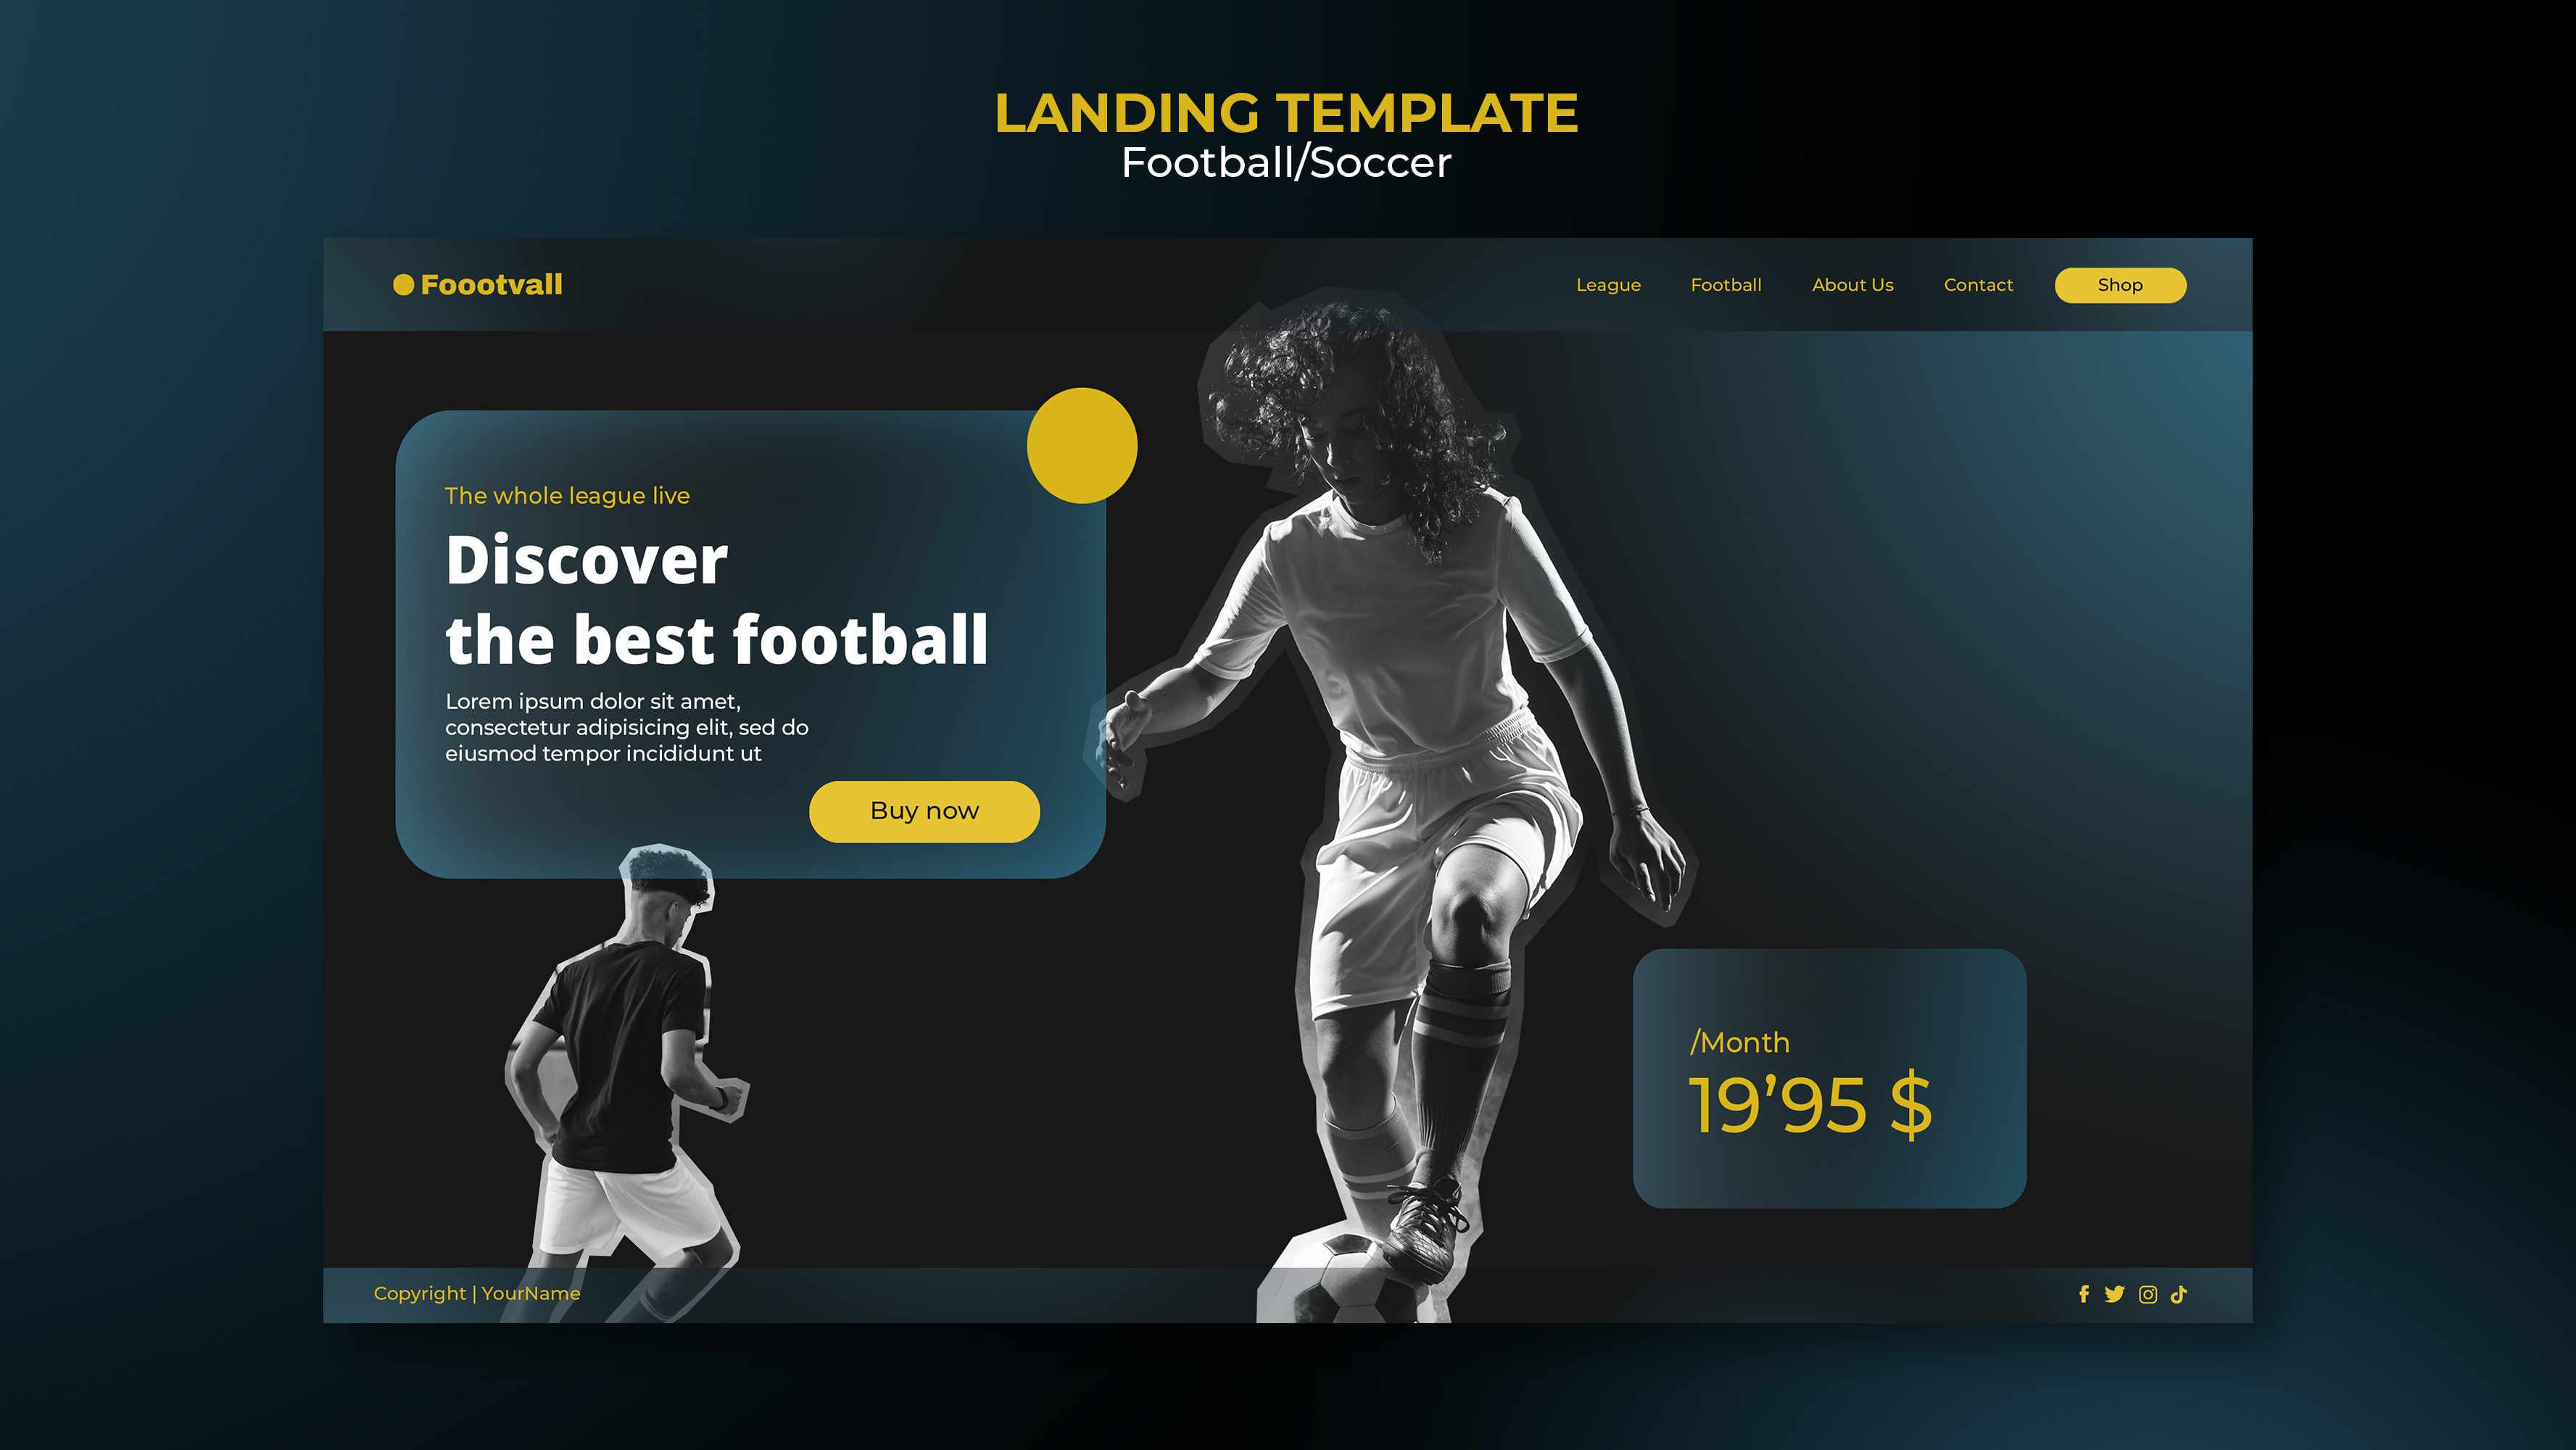 LANDING TEMPLATE
Football/Soccer
Foootvall
League Football About Us Contact Shop
The whole league live
Discover
the best football
Lorem ipsum dolor sit amet,
consectetur adipisicing elit, sed do
eiusmod tempor incididunt ut
Buy now
/Month
19’95 $
Copyright | YourName